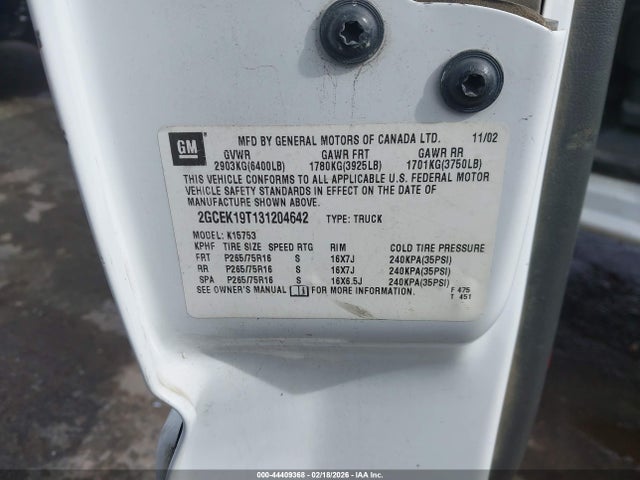 GM
MFD BY GENERAL MOTORS OF CANADA LTD. 11/02
GVWR GAWR FRT GAWR RR
2903KG(6400LB) 1780KG(3925LB) 1701KG(3750LB)
THIS VEHICLE CONFORMS TO ALL APPLICABLE U.S. FEDERAL MOTOR
VEHICLE SAFETY STANDARDS IN EFFECT ON THE DATE OF
MANUFACTURE SHOWN ABOVE.
2GCEK19T131204642 TYPE: TRUCK
MODEL: K15753
KPHF TIRE SIZE SPEED RTG RIM COLD TIRE PRESSURE
FRT P265/75R16 S 16X7J 240KPA(35PSI)
RR P265/75R16 S 16X7J 240KPA(35PSI)
SPA P265/75R16 S 16X6.5J 240KPA(35PSI)
SEE OWNER'S MANUAL FOR MORE INFORMATION.
F 475
T 451
000-44409368 - 02/18/2026 - IAA INC.